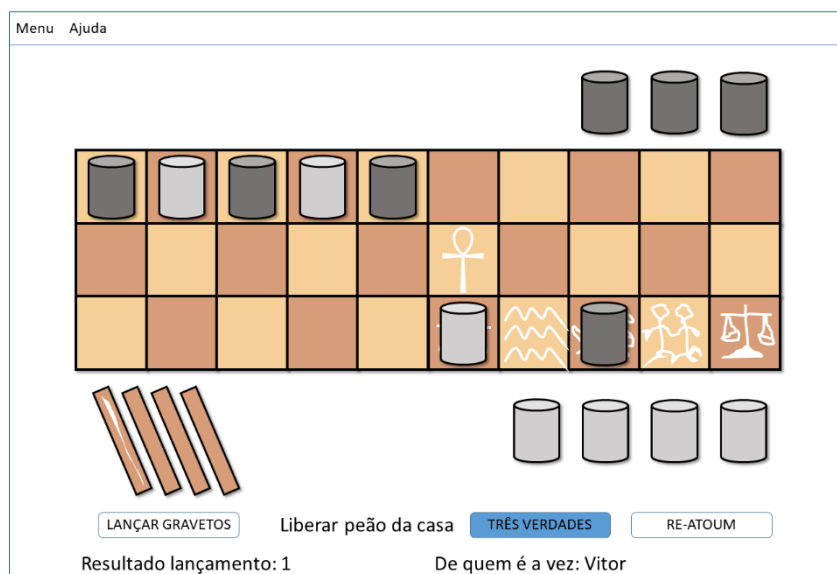 Menu Ajuda
LANÇAR GRAVETOS Liberar peão da casa TRÊS VERDADES RE-ATOUM
Resultado lançamento: 1 De quem é a vez: Vitor